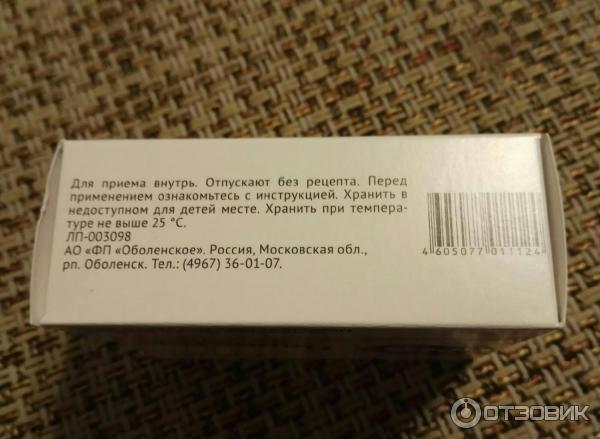 Для приема внутрь. Отпускают без рецепта. Перед
применением ознакомьтесь с инструкцией. Хранить в
недоступном для детей месте. Хранить при темпера-
туре не выше 25 °C.
ЛП-003098
АО «ФП «Оболенское». Россия, Московская обл.,
рп. Оболенск. Тел.: (4967) 36-01-07.
4 605077 011124
ОТЗОВИК